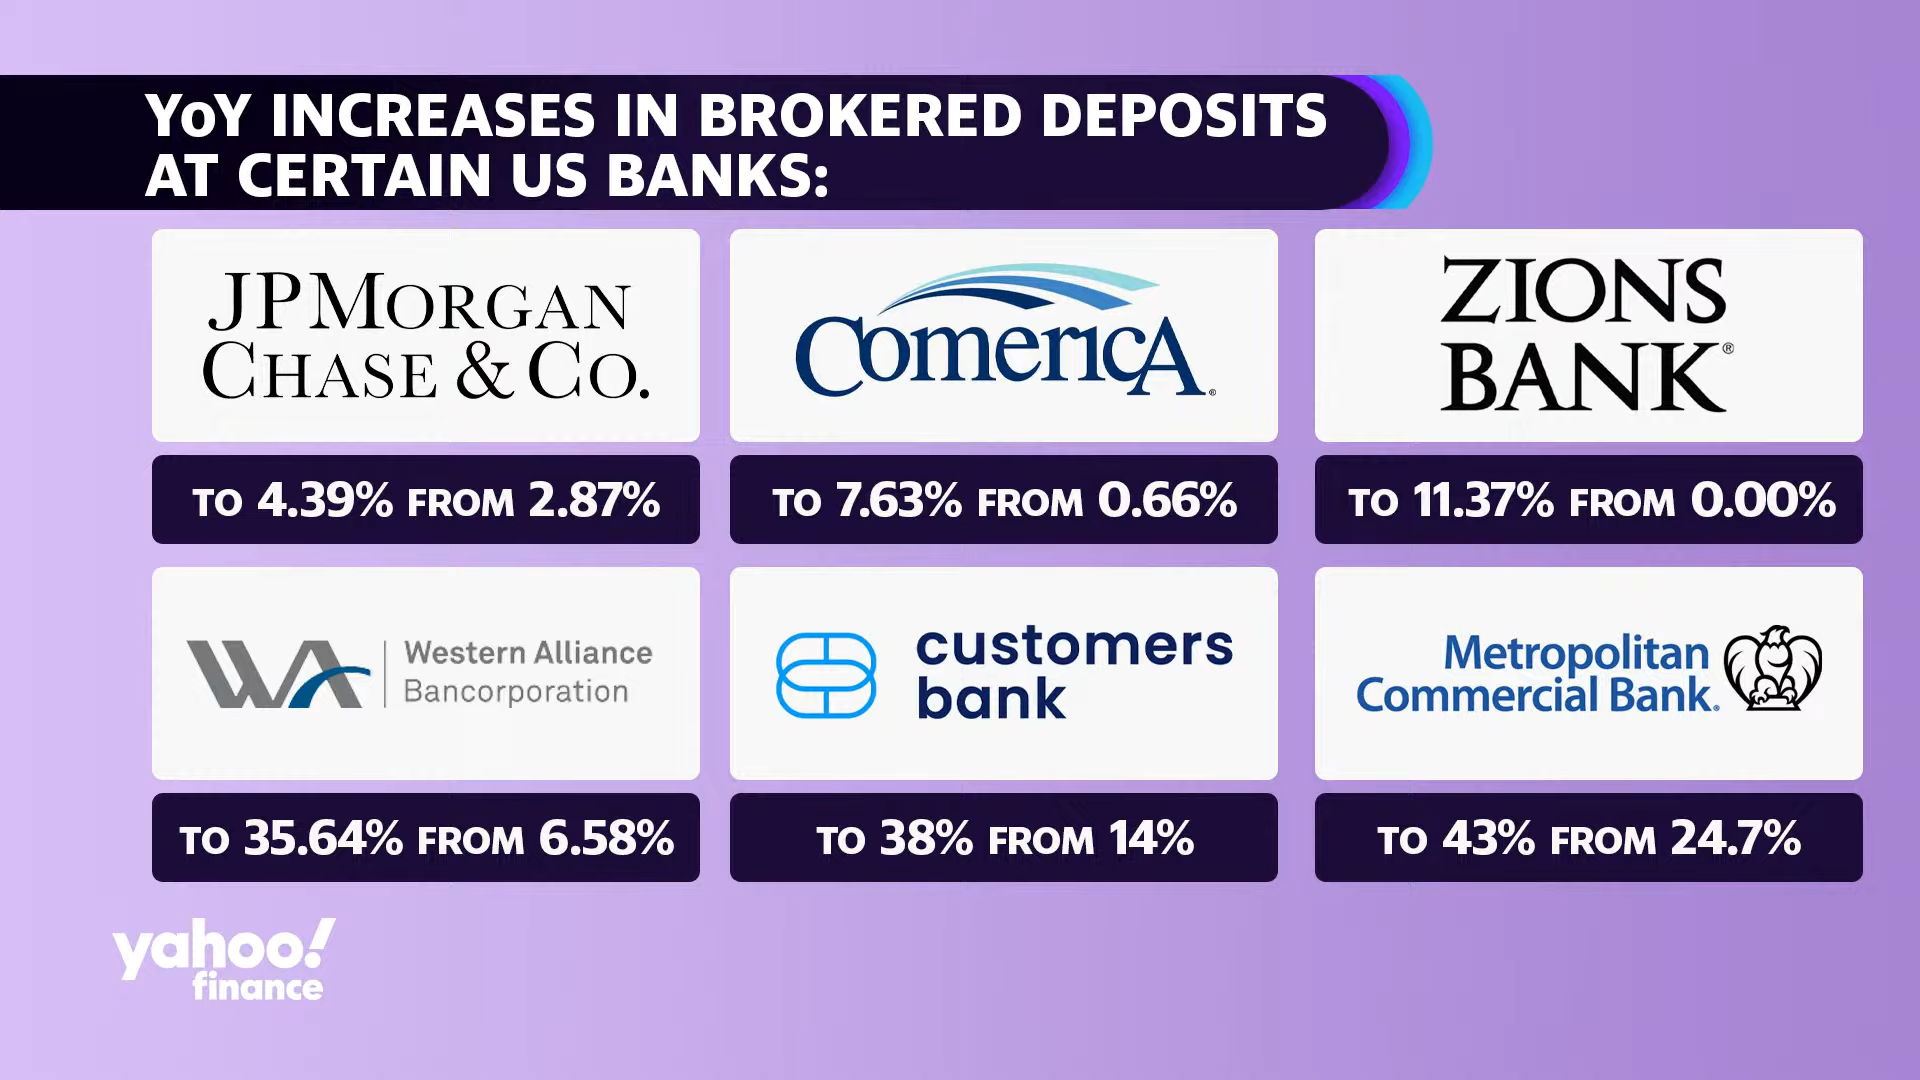 YoY INCREASES IN BROKERED DEPOSITS
AT CERTAIN US BANKS:
JPMORGAN
CHASE & CO.
ComericA®
ZIONS
BANK®
TO 4.39% FROM 2.87%
TO 7.63% FROM 0.66%
TO 11.37% FROM 0.00%
WA
Western Alliance
Bancorporation
customers
bank
Metropolitan
Commercial Bank®
TO 35.64% FROM 6.58%
TO 38% FROM 14%
TO 43% FROM 24.7%
yahoo!
finance